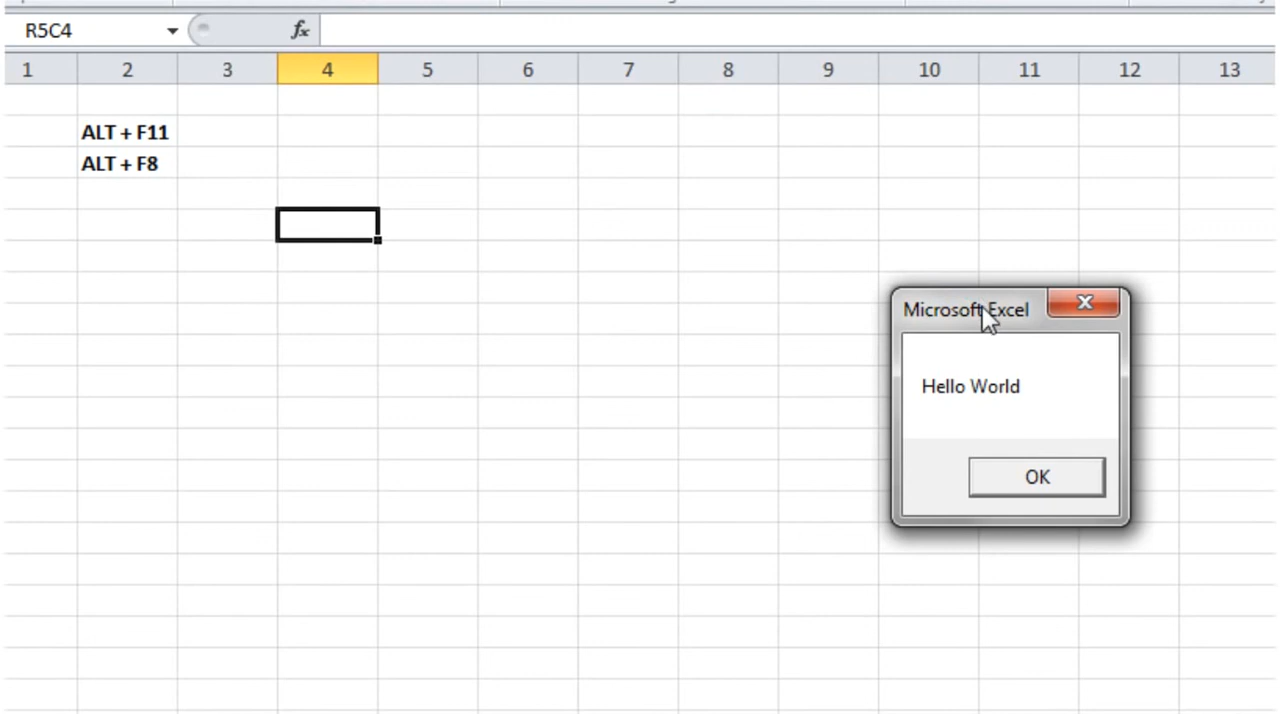 R5C4 fx
1 2 3 4 5 6 7 8 9 10 11 12 13
ALT + F11
ALT + F8
Microsoft Excel X
Hello World
OK